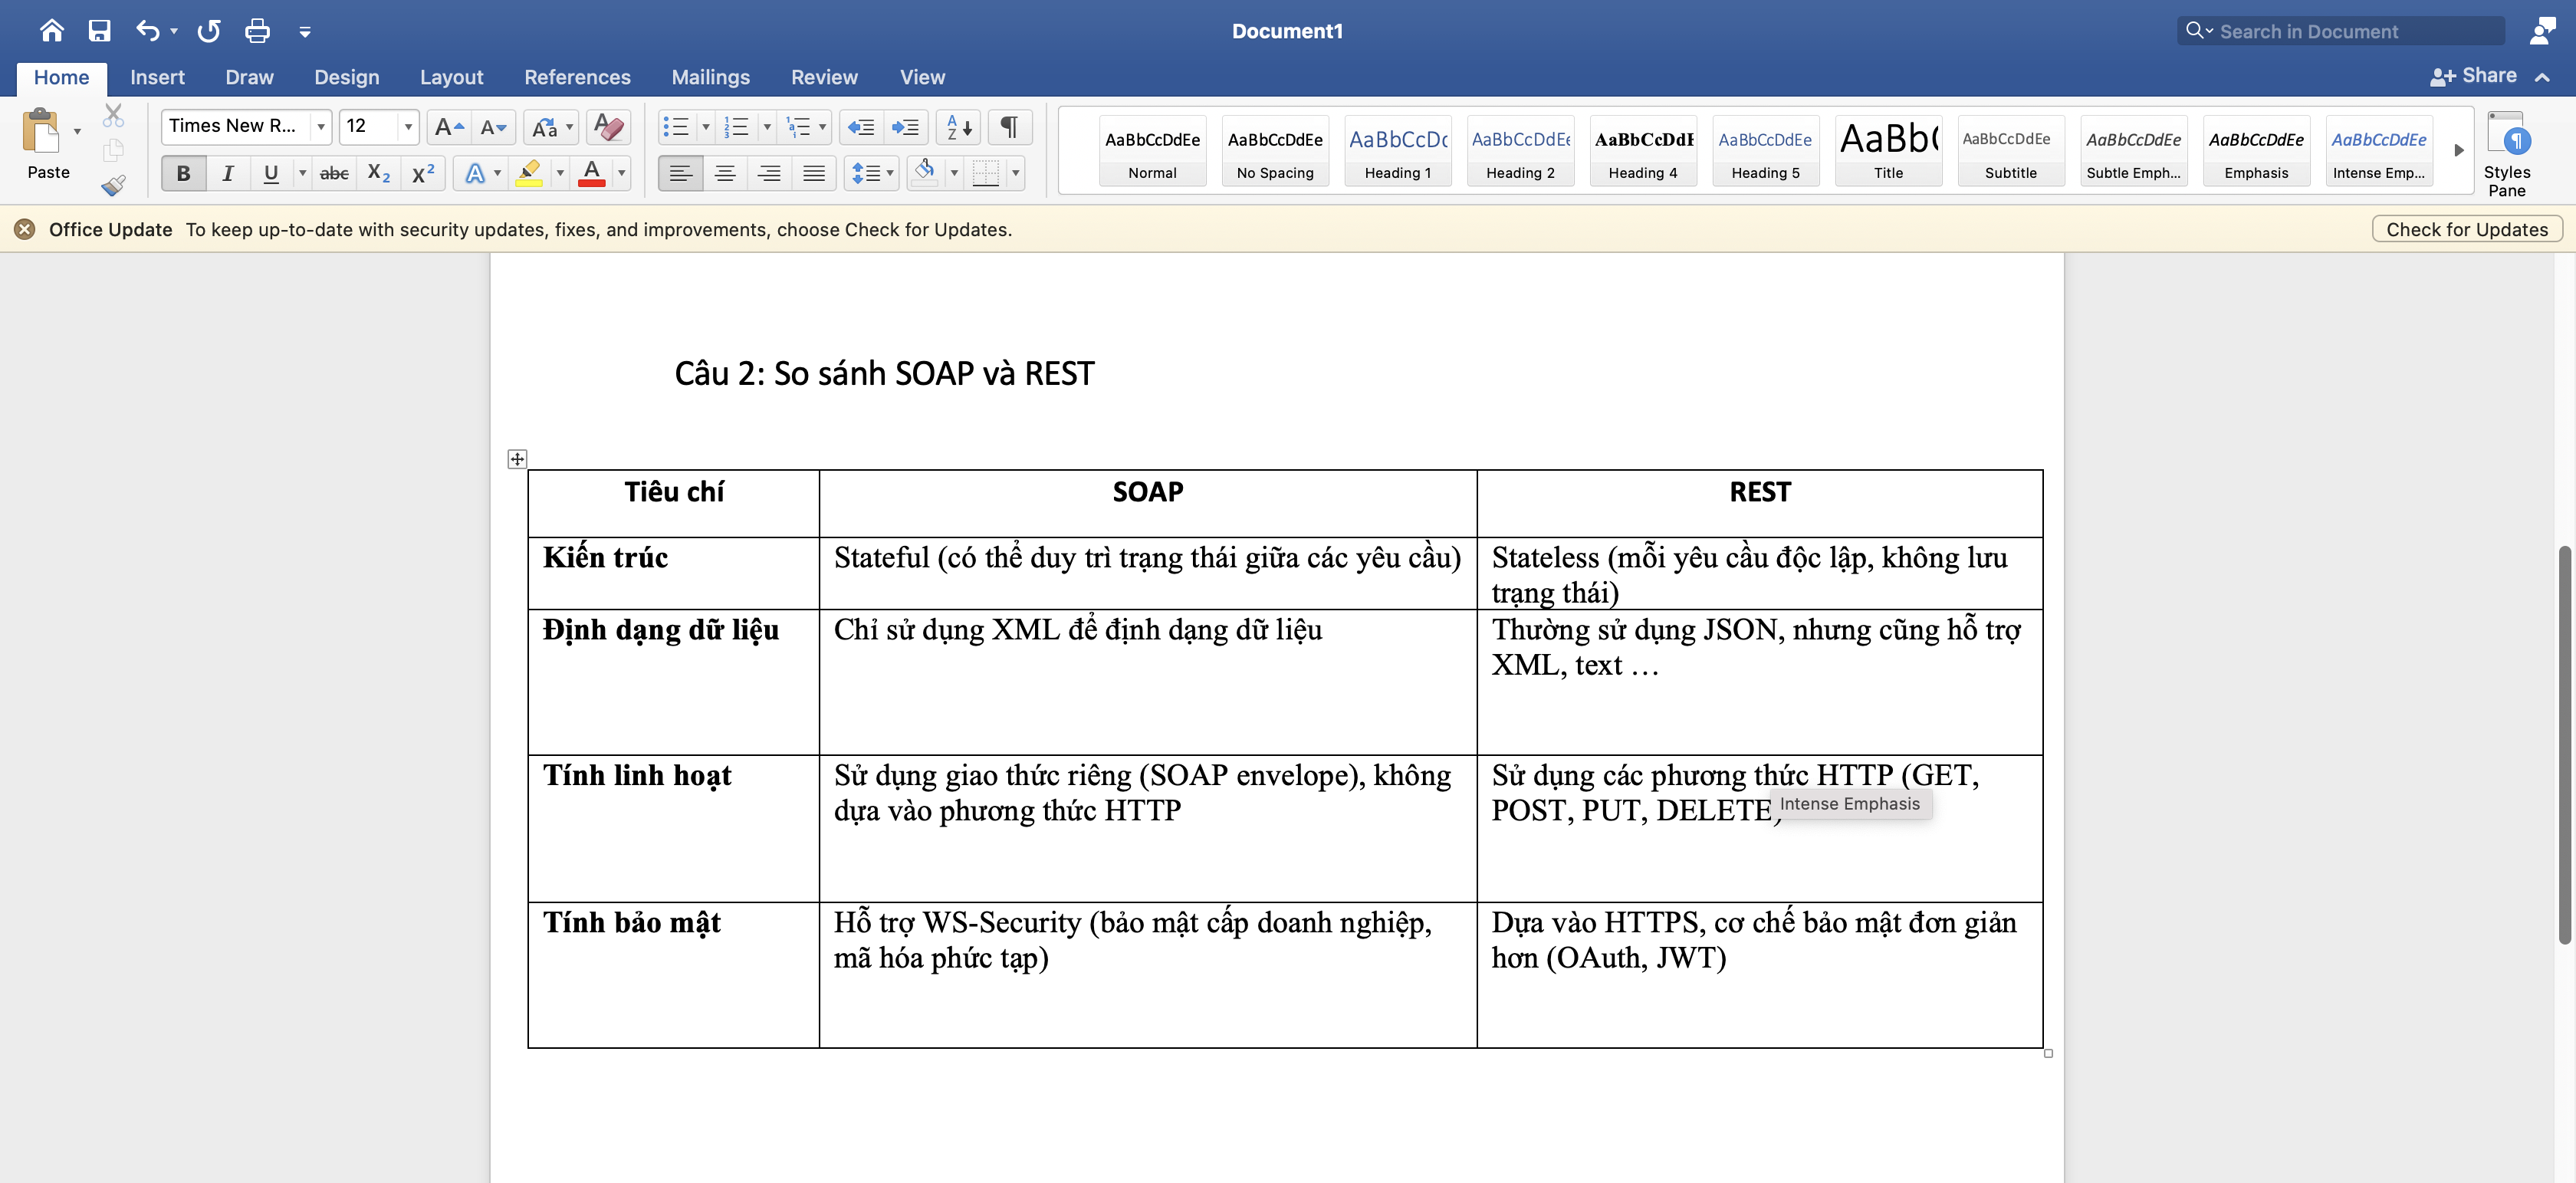 Document1
Search in Document
Home Insert Draw Design Layout References Mailings Review View
Share
Paste
Times New R... 12
AaBbCcDdEe AaBbCcDdEe AaBbCcDc AaBbCcDdEe AaBbCcDdE AaBbCcDdEe AaBb( AaBbCcDdEe AaBbCcDdEe AaBbCcDdEe AaBbCcDdEe
Normal No Spacing Heading 1 Heading 2 Heading 4 Heading 5 Title Subtitle Subtle Emph... Emphasis Intense Emp...
Styles
Pane
Office Update To keep up-to-date with security updates, fixes, and improvements, choose Check for Updates.
Check for Updates
Câu 2: So sánh SOAP và REST
Tiêu chí SOAP REST
Kiến trúc Stateful (có thể duy trì trạng thái giữa các yêu cầu) Stateless (mỗi yêu cầu độc lập, không lưu
trạng thái)
Định dạng dữ liệu Chỉ sử dụng XML để định dạng dữ liệu Thường sử dụng JSON, nhưng cũng hỗ trợ
XML, text …
Tính linh hoạt Sử dụng giao thức riêng (SOAP envelope), không Sử dụng các phương thức HTTP (GET,
dựa vào phương thức HTTP POST, PUT, DELETE)
Intense Emphasis
Tính bảo mật Hỗ trợ WS-Security (bảo mật cấp doanh nghiệp, Dựa vào HTTPS, cơ chế bảo mật đơn giản
mã hóa phức tạp) hơn (OAuth, JWT)